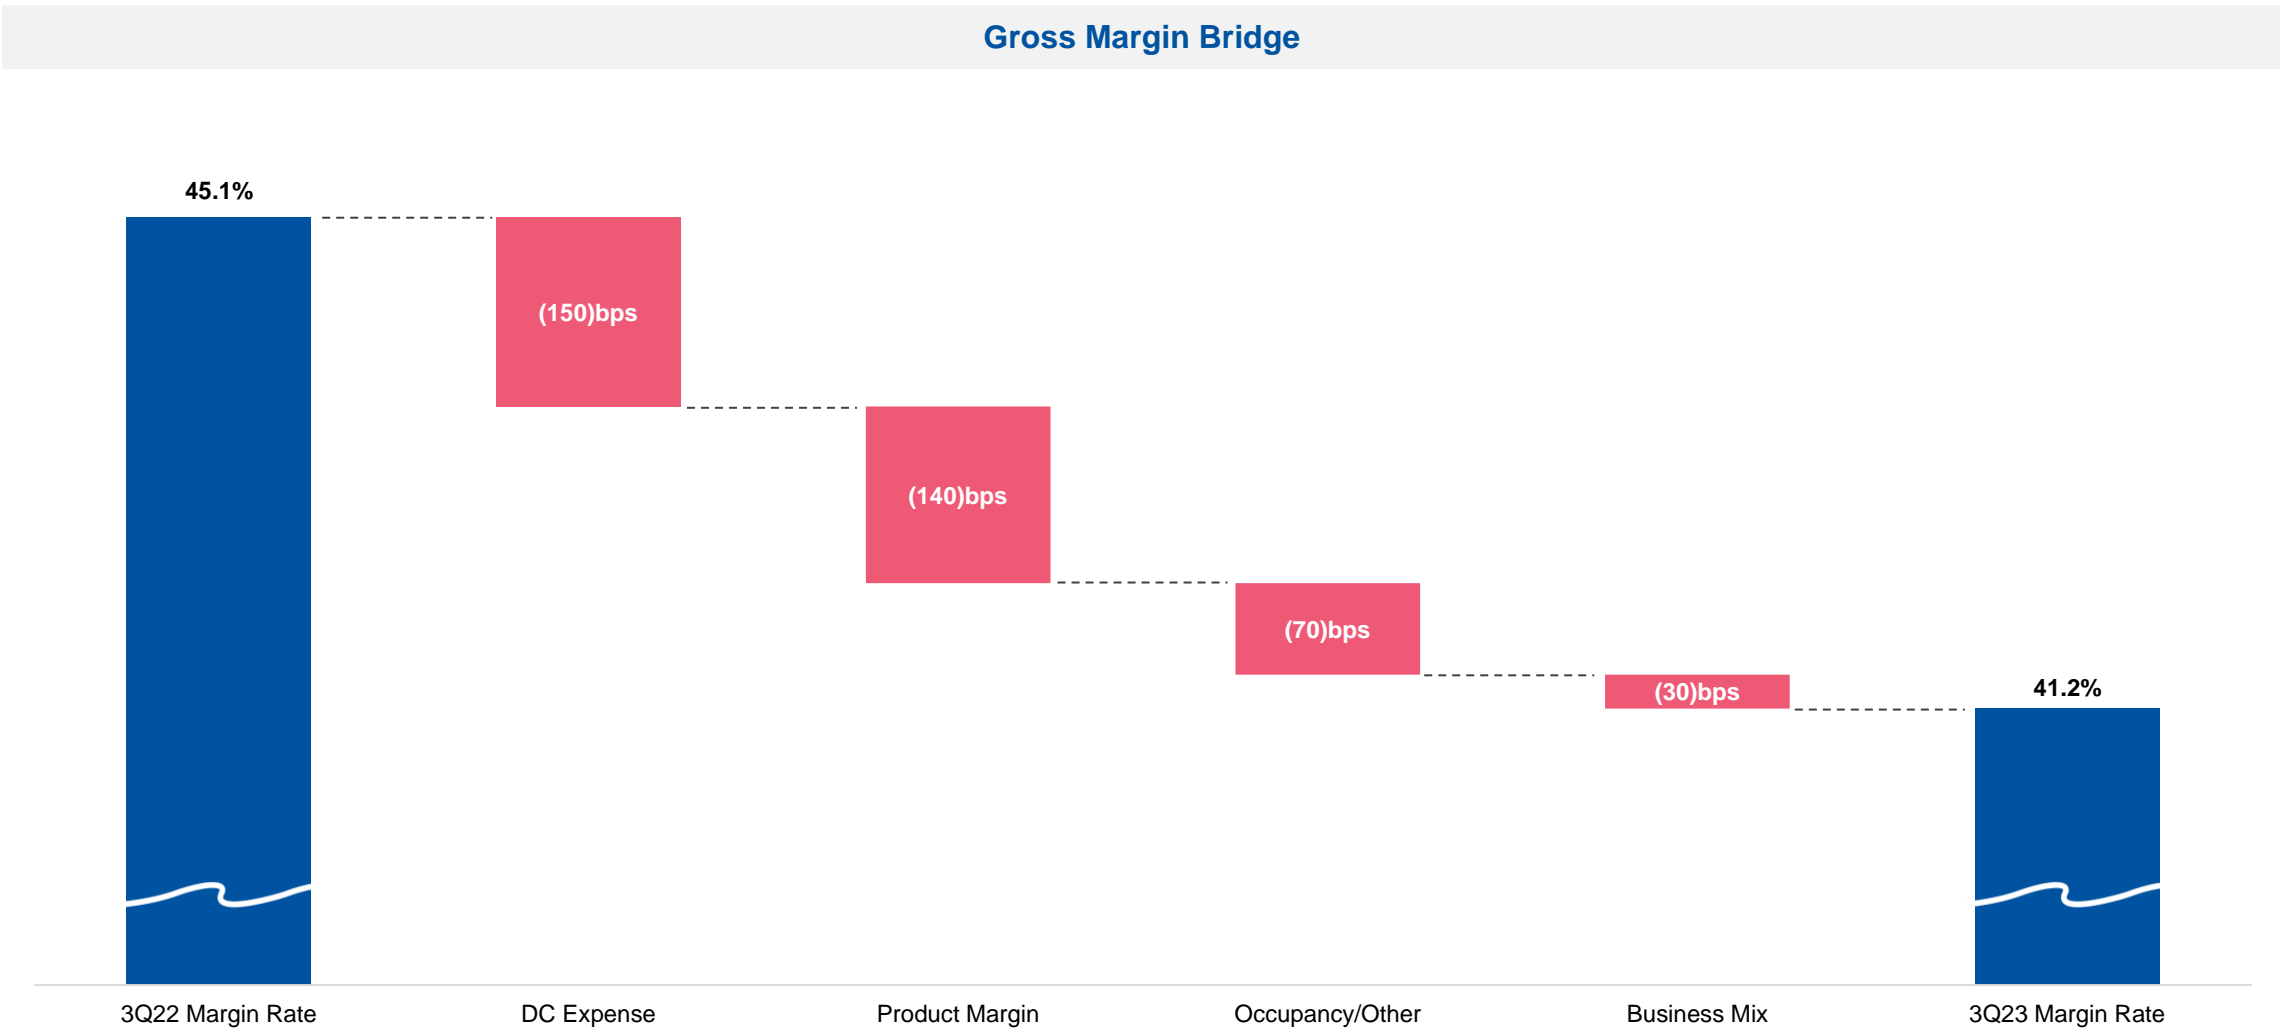 Gross Margin Bridge
45.1%
(150)bps
(140)bps
(70)bps
(30)bps
41.2%
3Q22 Margin Rate
DC Expense
Product Margin
Occupancy/Other
Business Mix
3Q23 Margin Rate